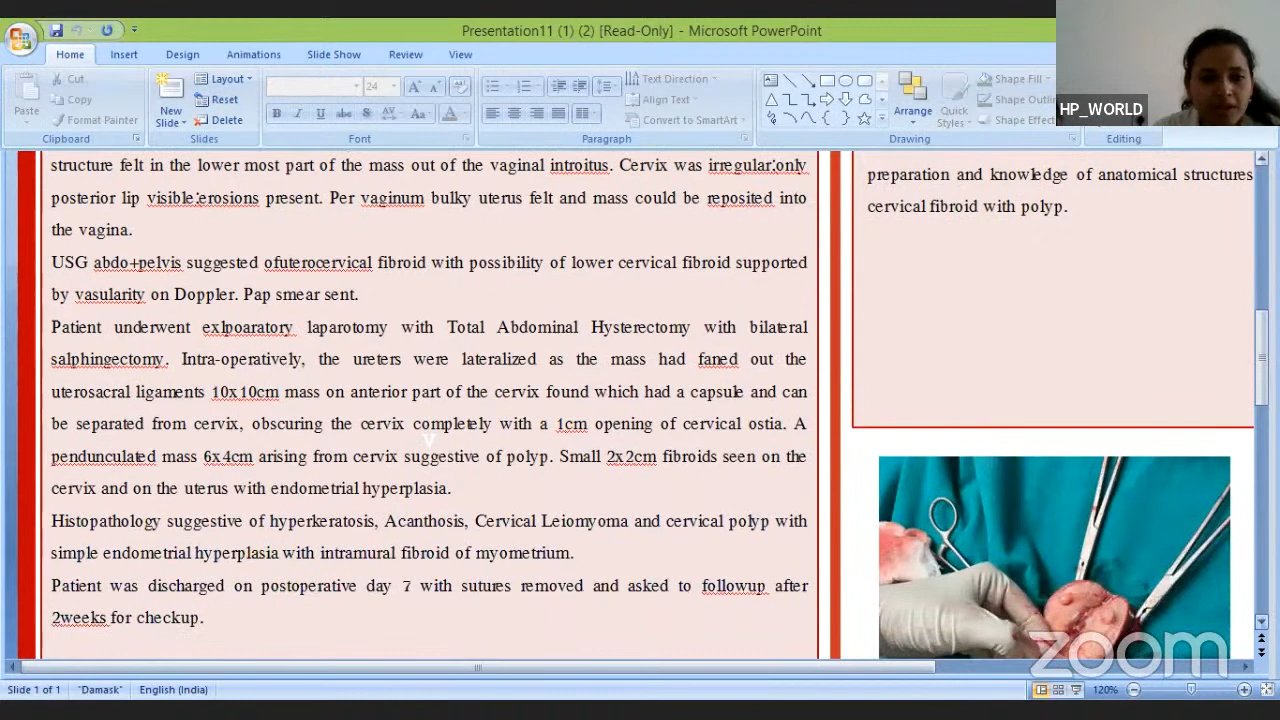 Presentation11 (1) (2) [Read-Only] - Microsoft PowerPoint
Home Insert Design Animations Slide Show Review View
Cut
Copy
Format Painter
Paste
Clipboard
New Slide
Layout
Reset
Delete
Slides
24
B I U S abe AV Aa A
Font
Text Direction
Align Text
Convert to SmartArt
Paragraph
Arrange
Quick Styles
Shape Fill
Shape Outlin
Shape Effect
Drawing
Editing
HP_WORLD
structure felt in the lower most part of the mass out of the vaginal introitus. Cervix was irregular;only
posterior lip visible;erosions present. Per vaginum bulky uterus felt and mass could be reposited into
the vagina.
USG abdo+pelvis suggested ofuterocervical fibroid with possibility of lower cervical fibroid supported
by vasularity on Doppler. Pap smear sent.
Patient underwent exlpoaratory laparotomy with Total Abdominal Hysterectomy with bilateral
salphingectomy. Intra-operatively, the ureters were lateralized as the mass had faned out the
uterosacral ligaments 10x10cm mass on anterior part of the cervix found which had a capsule and can
be separated from cervix, obscuring the cervix completely with a 1cm opening of cervical ostia. A
pendunculated mass 6x4cm arising from cervix suggestive of polyp. Small 2x2cm fibroids seen on the
cervix and on the uterus with endometrial hyperplasia.
Histopathology suggestive of hyperkeratosis, Acanthosis, Cervical Leiomyoma and cervical polyp with
simple endometrial hyperplasia with intramural fibroid of myometrium.
Patient was discharged on postoperative day 7 with sutures removed and asked to followup after
2weeks for checkup.
preparation and knowledge of anatomical structures
cervical fibroid with polyp.
zoom
Slide 1 of 1 "Damask" English (India) 120%